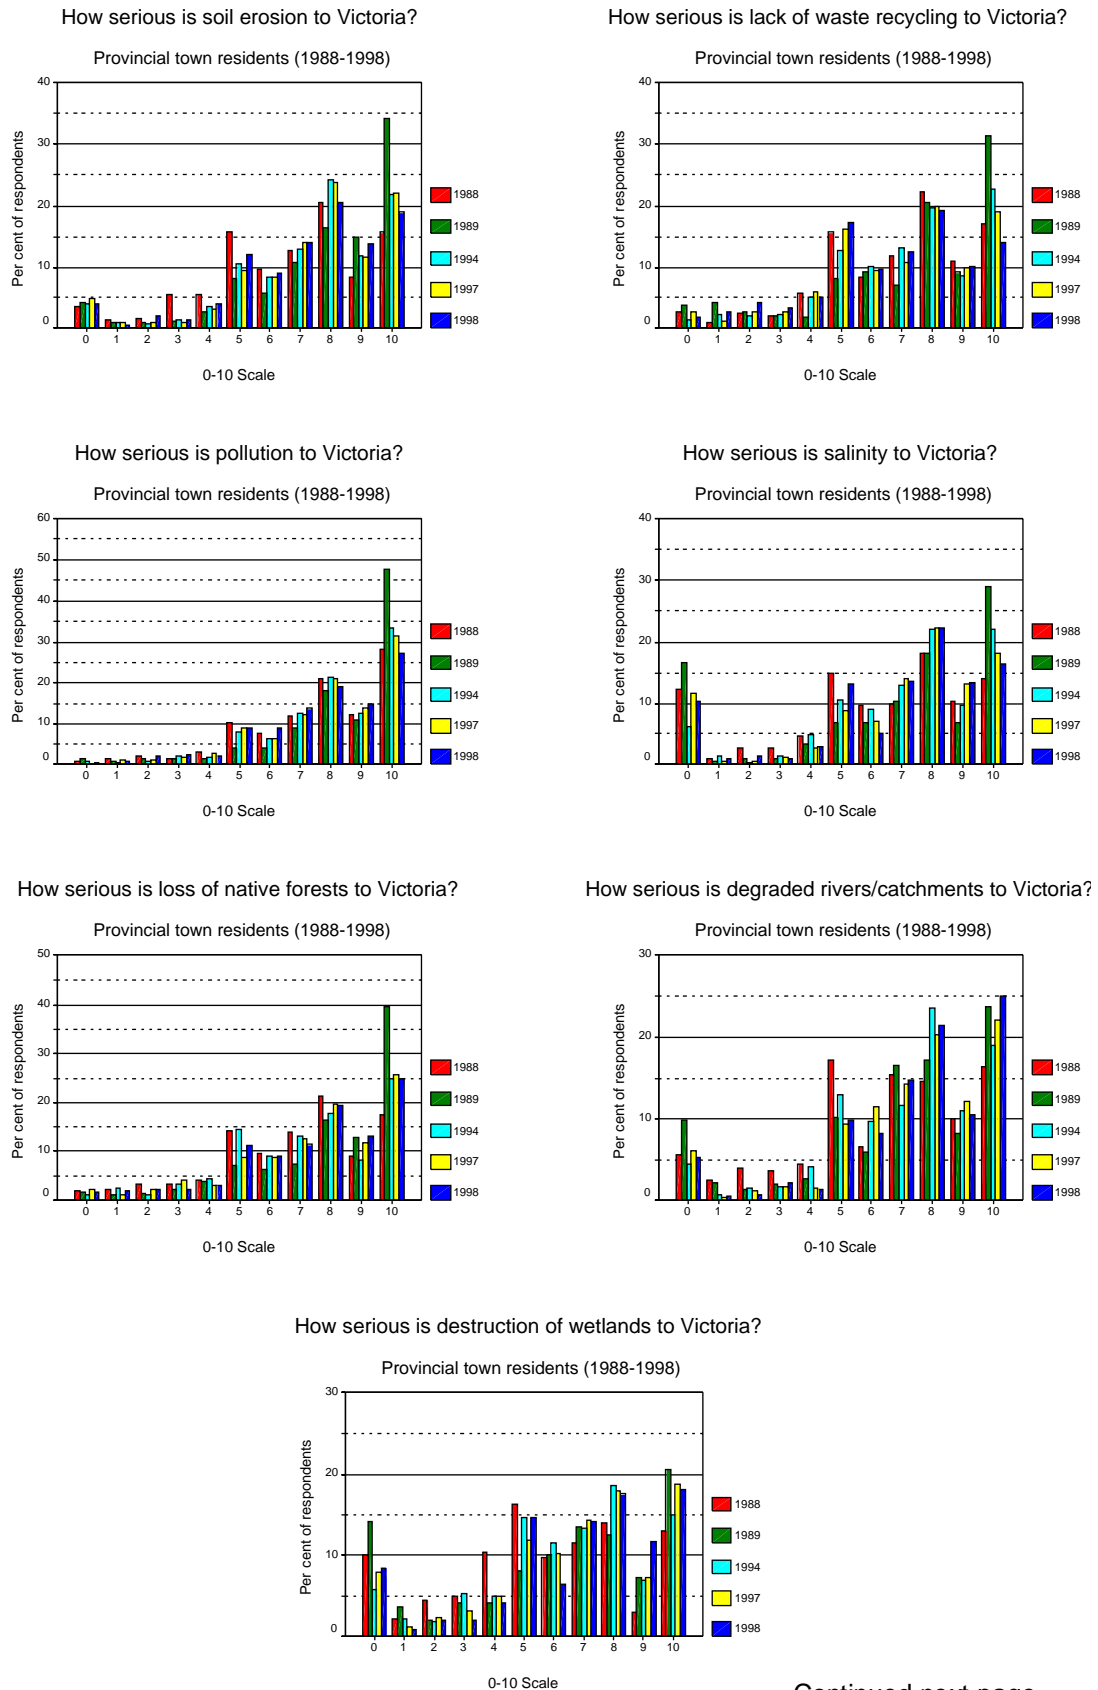 How serious is soil erosion to Victoria?
Provincial town residents (1988-1998)
40
30
20
10
0
Per cent of respondents
0 1 2 3 4 5 6 7 8 9 10
0-10 Scale
1988
1989
1994
1997
1998
How serious is lack of waste recycling to Victoria?
Provincial town residents (1988-1998)
40
30
20
10
0
Per cent of respondents
0 1 2 3 4 5 6 7 8 9 10
0-10 Scale
1988
1989
1994
1997
1998
How serious is pollution to Victoria?
Provincial town residents (1988-1998)
60
50
40
30
20
10
0
Per cent of respondents
0 1 2 3 4 5 6 7 8 9 10
0-10 Scale
1988
1989
1994
1997
1998
How serious is salinity to Victoria?
Provincial town residents (1988-1998)
40
30
20
10
0
Per cent of respondents
0 1 2 3 4 5 6 7 8 9 10
0-10 Scale
1988
1989
1994
1997
1998
How serious is loss of native forests to Victoria?
Provincial town residents (1988-1998)
50
40
30
20
10
0
Per cent of respondents
0 1 2 3 4 5 6 7 8 9 10
0-10 Scale
1988
1989
1994
1997
1998
How serious is degraded rivers/catchments to Victoria?
Provincial town residents (1988-1998)
30
20
10
0
Per cent of respondents
0 1 2 3 4 5 6 7 8 9 10
0-10 Scale
1988
1989
1994
1997
1998
How serious is destruction of wetlands to Victoria?
Provincial town residents (1988-1998)
30
20
10
0
Per cent of respondents
0 1 2 3 4 5 6 7 8 9 10
0-10 Scale
1988
1989
1994
1997
1998
Continued next page